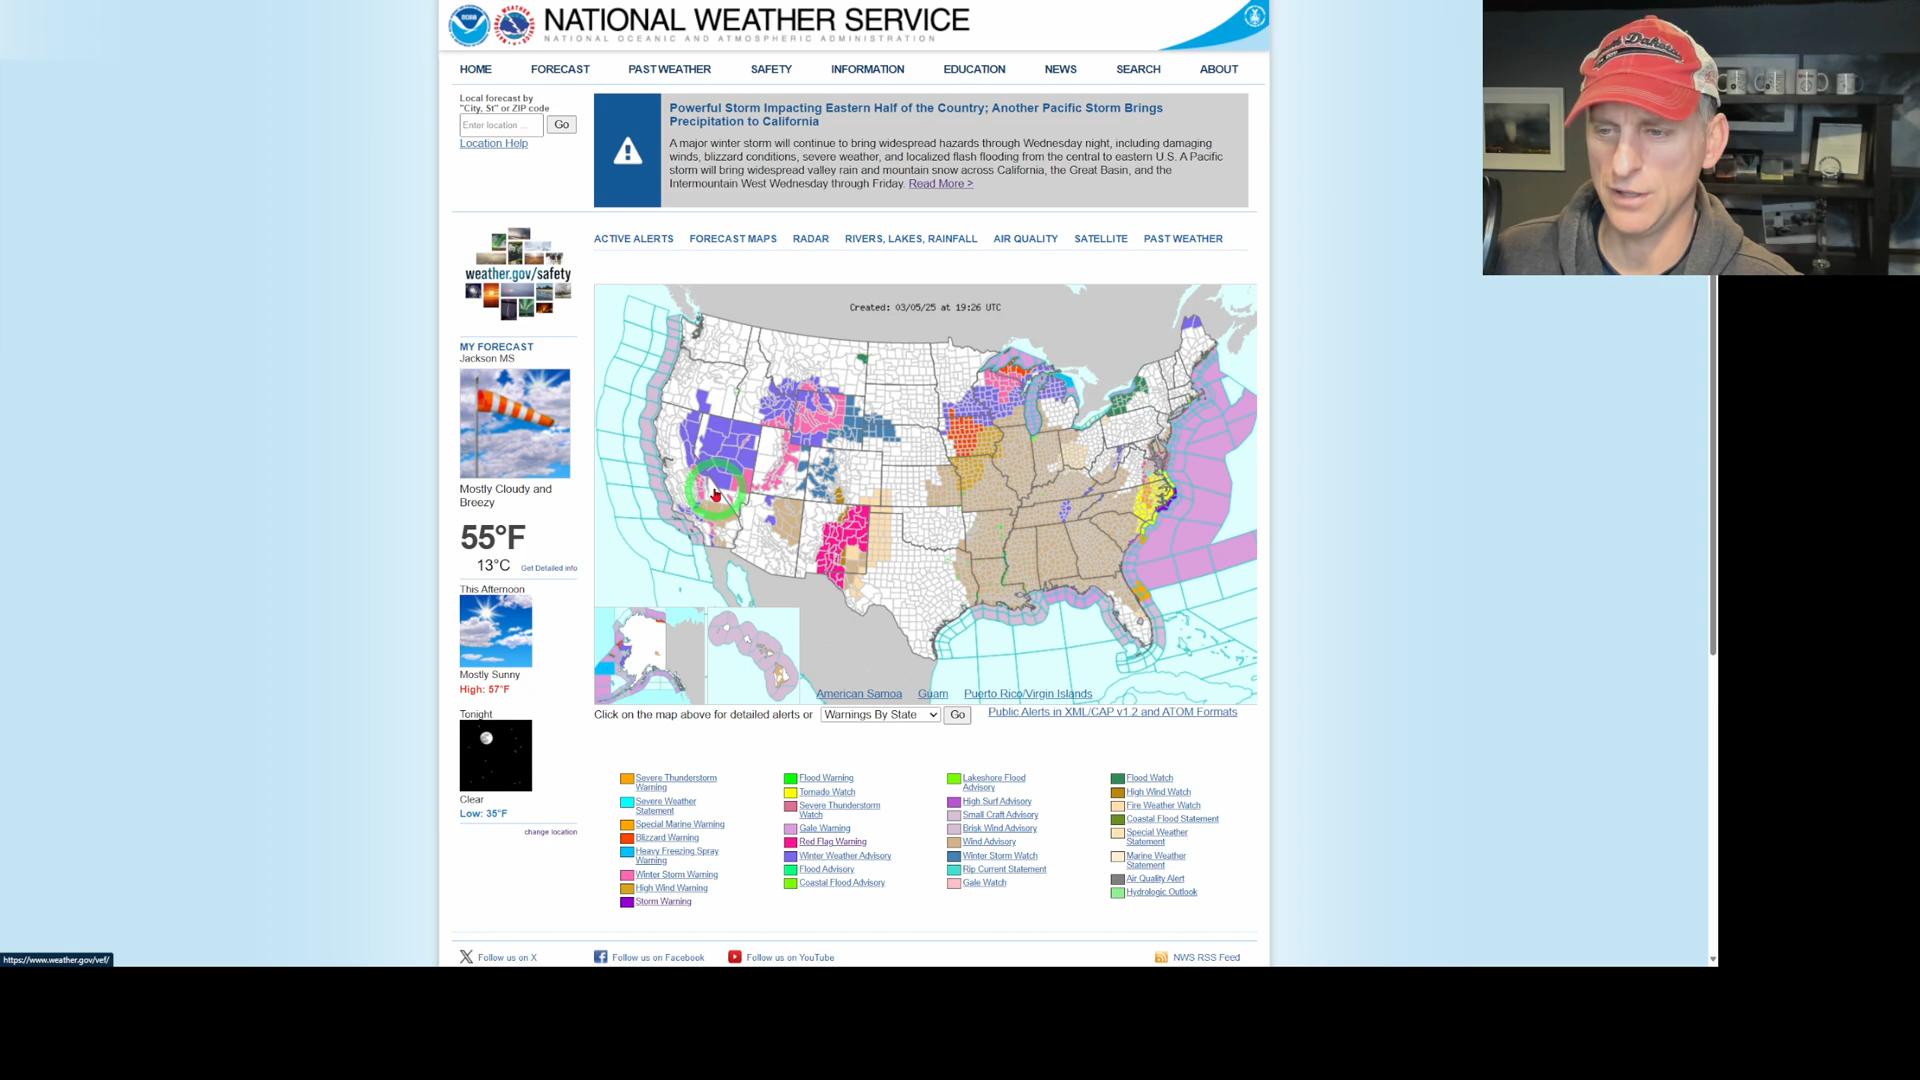 NOAA
NATIONAL WEATHER SERVICE
NATIONAL OCEANIC AND ATMOSPHERIC ADMINISTRATION
HOME FORECAST PAST WEATHER SAFETY INFORMATION EDUCATION NEWS SEARCH ABOUT
Local forecast by
"City, St" or ZIP code
Enter location ... Go
Location Help
Powerful Storm Impacting Eastern Half of the Country; Another Pacific Storm Brings
Precipitation to California
A major winter storm will continue to bring widespread hazards through Wednesday night, including damaging
winds, blizzard conditions, severe weather, and localized flash flooding from the central to eastern U.S. A Pacific
storm will bring widespread valley rain and mountain snow across California, the Great Basin, and the
Intermountain West Wednesday through Friday. Read More >
ACTIVE ALERTS FORECAST MAPS RADAR RIVERS, LAKES, RAINFALL AIR QUALITY SATELLITE PAST WEATHER
weather.gov/safety
MY FORECAST
Jackson MS
Mostly Cloudy and
Breezy
55°F
13°C Get Detailed info
This Afternoon
Mostly Sunny
High: 57°F
Tonight
Clear
Low: 35°F
change location
Created: 03/05/25 at 19:26 UTC
American Samoa Guam Puerto Rico/Virgin Islands
Click on the map above for detailed alerts or Warnings By State Go Public Alerts in XML/CAP v1.2 and ATOM Formats
Severe Thunderstorm
Warning
Severe Weather
Statement
Special Marine Warning
Blizzard Warning
Heavy Freezing Spray
Warning
Winter Storm Warning
High Wind Warning
Storm Warning
Flood Warning
Tornado Watch
Severe Thunderstorm
Watch
Gale Warning
Red Flag Warning
Winter Weather Advisory
Flood Advisory
Coastal Flood Advisory
Lakeshore Flood
Advisory
High Surf Advisory
Small Craft Advisory
Brisk Wind Advisory
Wind Advisory
Winter Storm Watch
Rip Current Statement
Gale Watch
Flood Watch
High Wind Watch
Fire Weather Watch
Coastal Flood Statement
Special Weather
Statement
Marine Weather
Statement
Air Quality Alert
Hydrologic Outlook
Follow us on X Follow us on Facebook Follow us on YouTube NWS RSS Feed
https://www.weather.gov/vef/